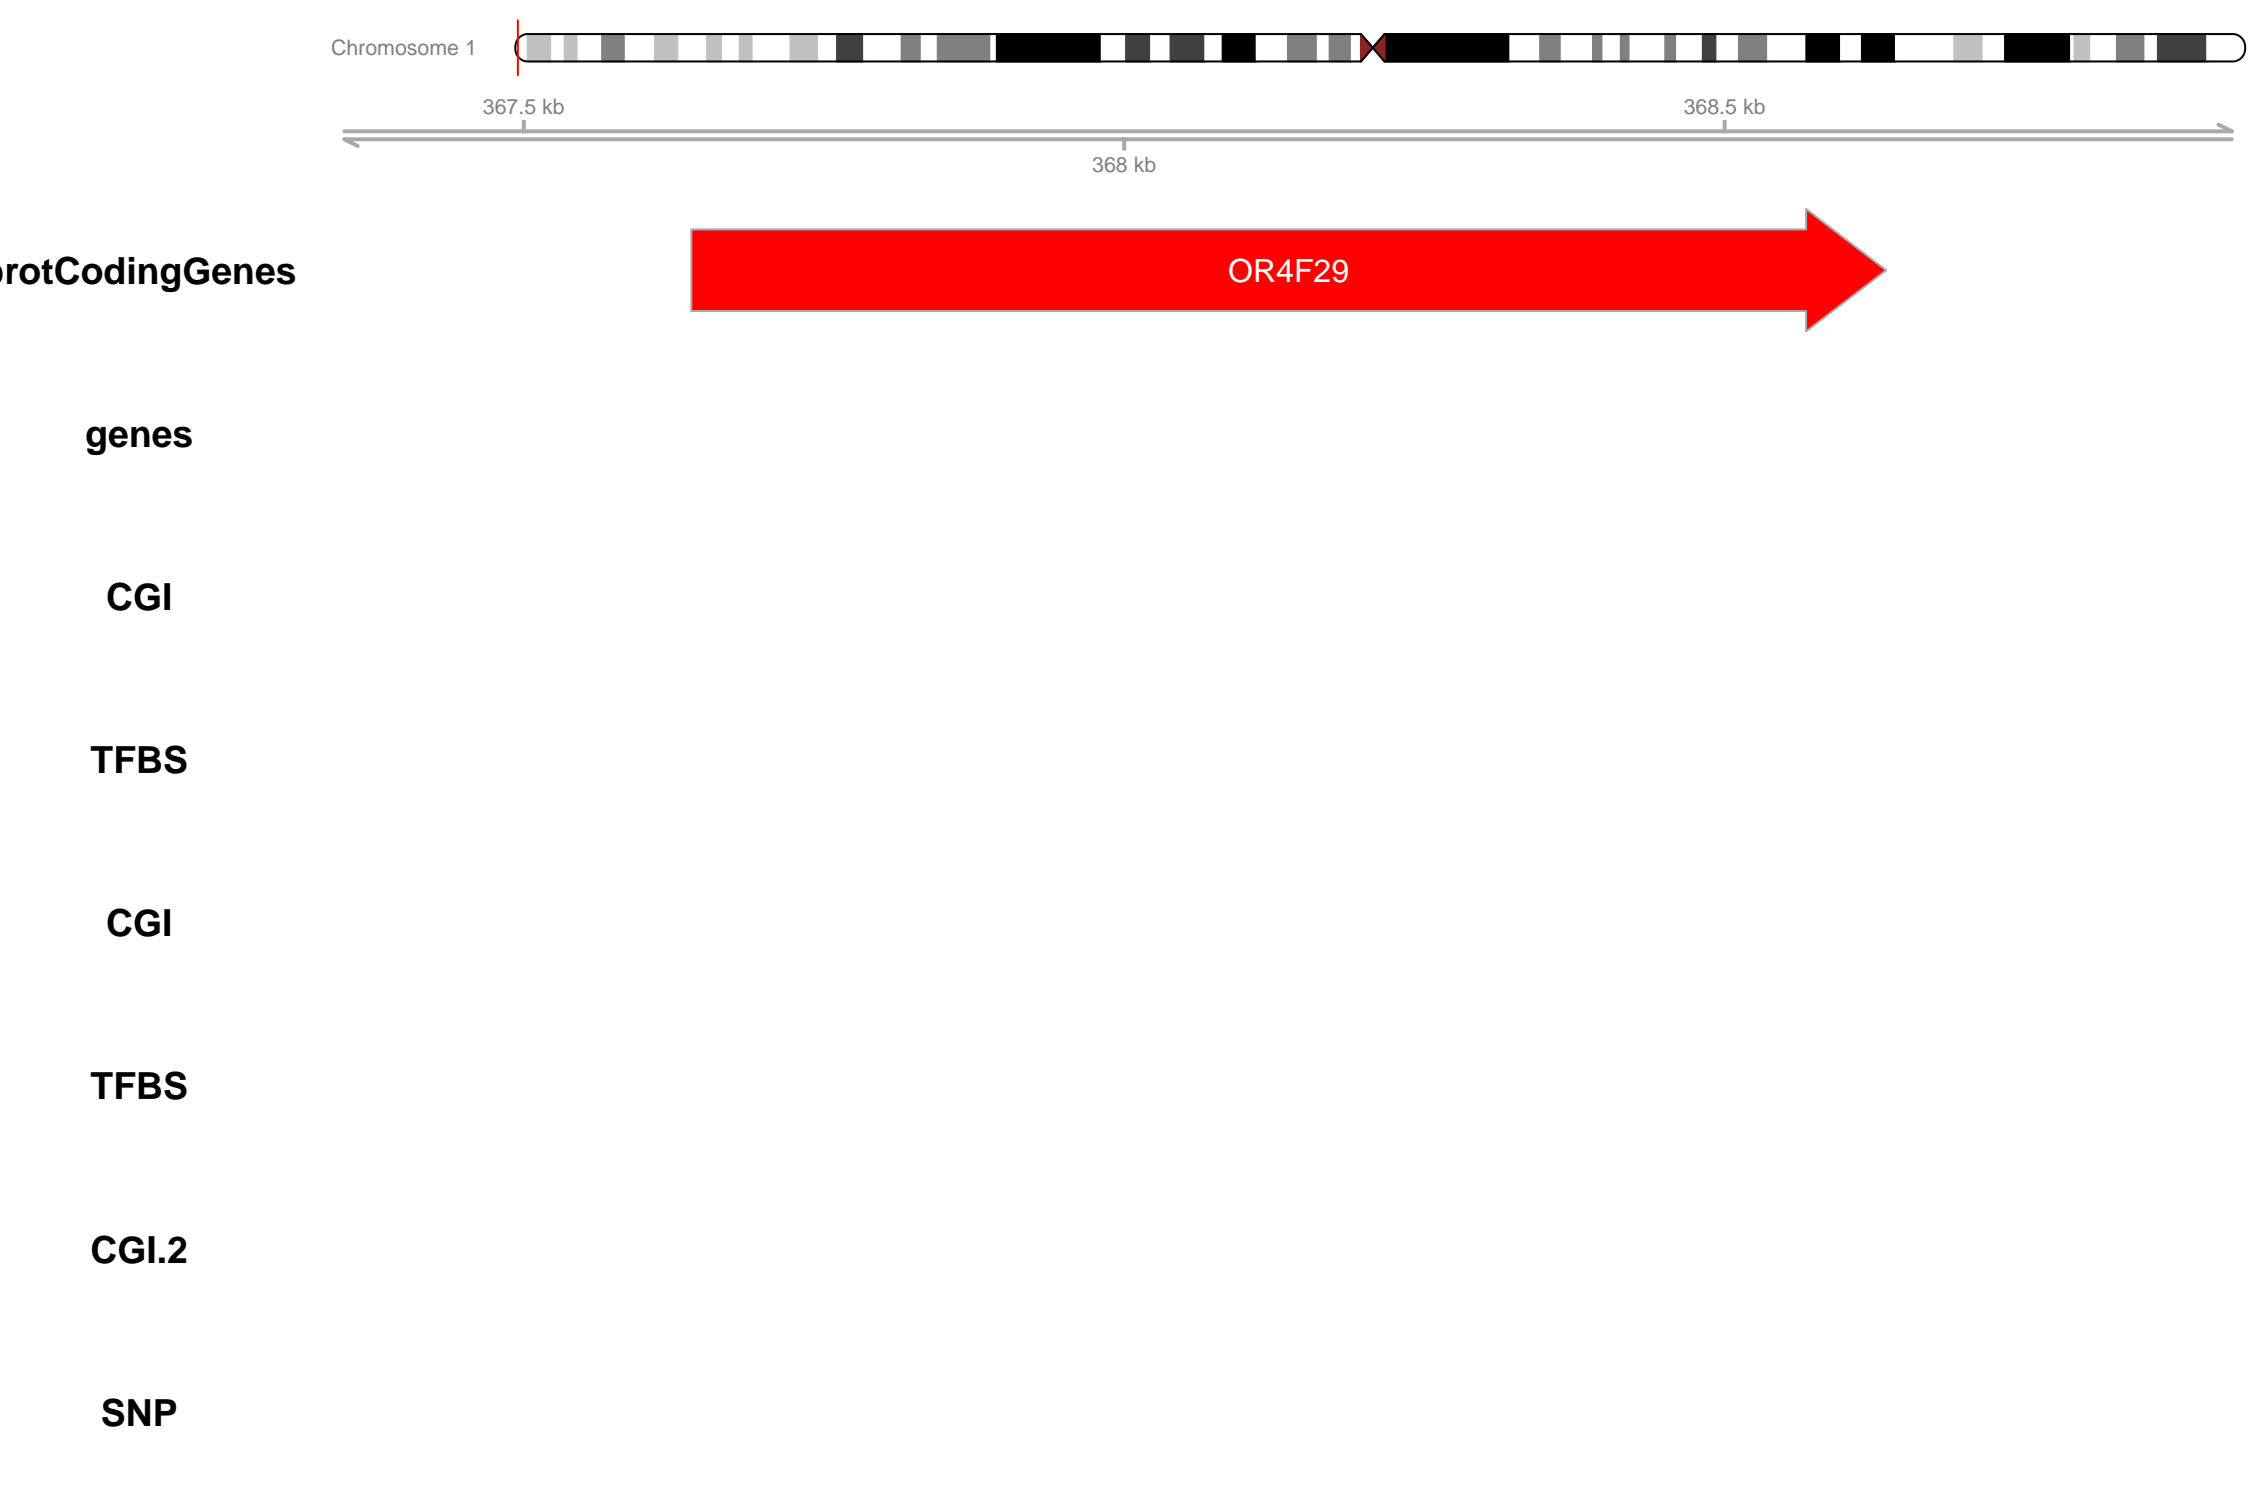 Chromosome 1
367.5 kb
368.5 kb
368 kb
rotCodingGenes
OR4F29
genes
CGI
TFBS
CGI
TFBS
CGI.2
SNP